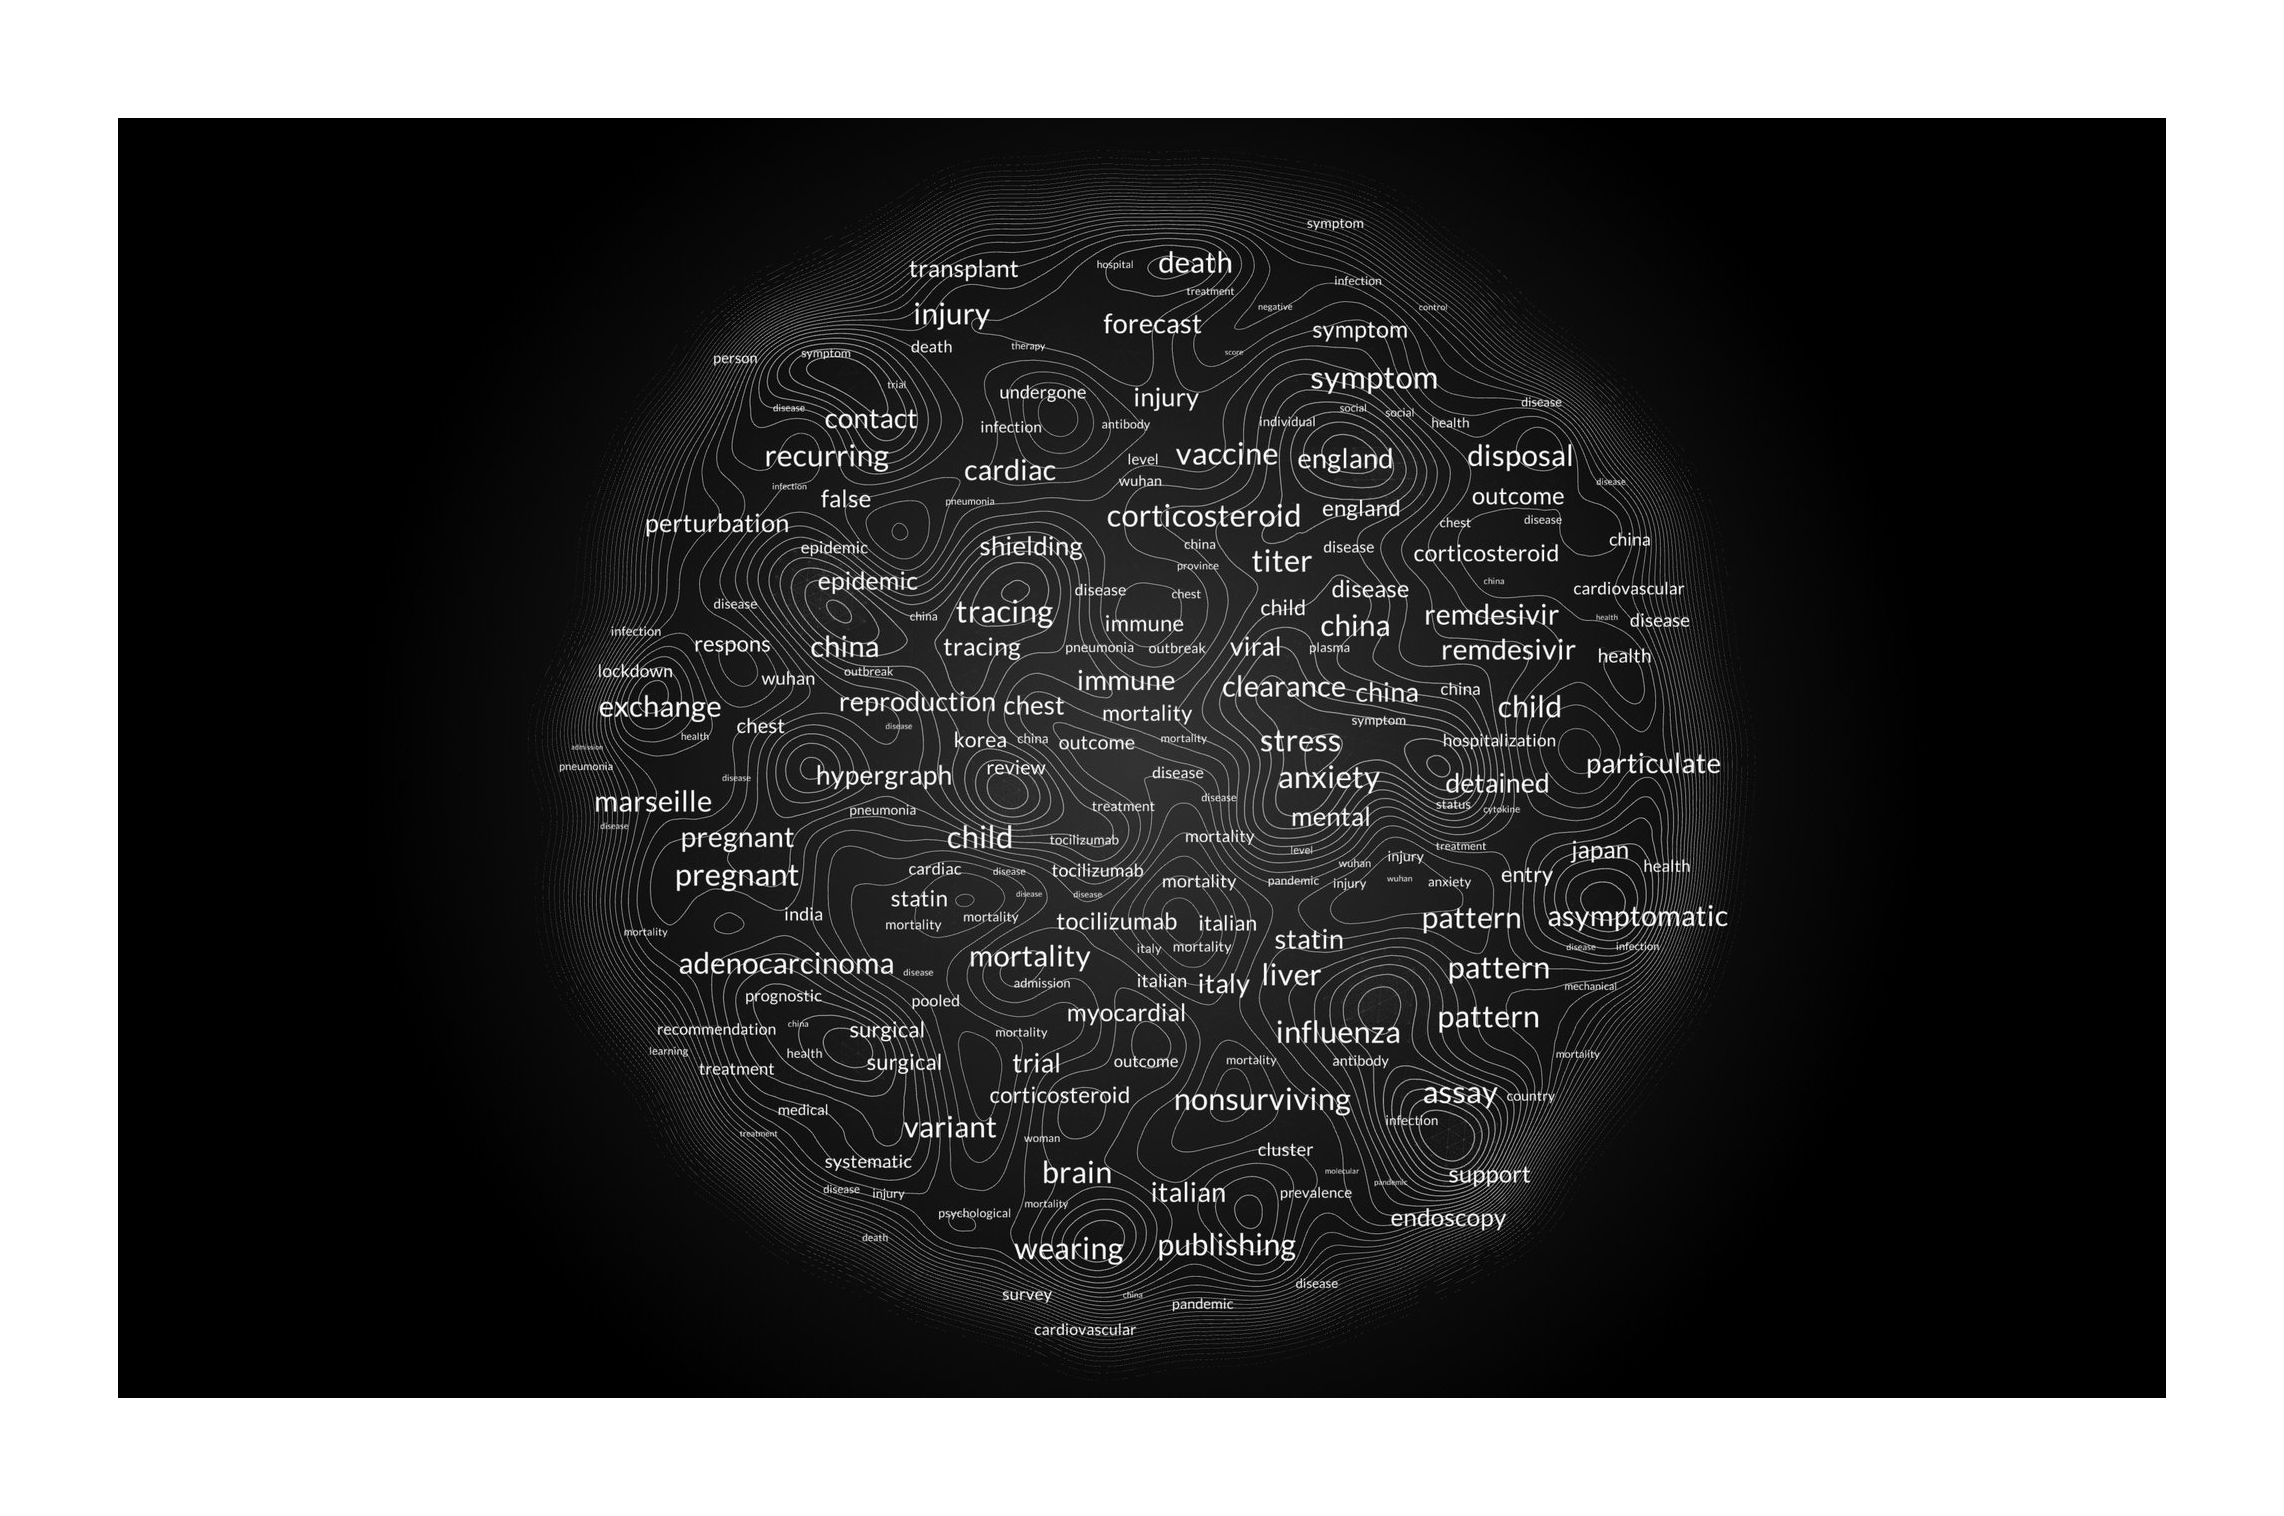 symptom
transplant
hospital
death
treatment
infection
negative
control
injury
forecast
symptom
death
therapy
score
person
symptom
trial
symptom
undergone
injury
disease
disease
contact
infection
antibody
individual
social
social
health
recurring
cardiac
level
vaccine
england
disposal
wuhan
infection
false
pneumonia
outcome
disease
perturbation
corticosteroid
england
chest
disease
epidemic
shielding
china
titer
disease
corticosteroid
china
province
epidemic
disease
chest
disease
china
cardiovascular
disease
china
tracing
immune
child
china
remdesivir
health
disease
infection
respons
china
tracing
pneumonia
outbreak
viral
plasma
remdesivir
health
lockdown
wuhan
outbreak
immune
clearance
china
china
exchange
reproduction
chest
mortality
symptom
child
health
chest
disease
korea
china
outcome
mortality
stress
hospitalization
admission
pneumonia
disease
hypergraph
review
disease
anxiety
detained
particulate
marseille
pneumonia
treatment
disease
mental
status
cytokine
disease
pregnant
child
tocilizumab
mortality
level
treatment
japan
wuhan
injury
health
pregnant
cardiac
disease
tocilizumab
mortality
pandemic
injury
wuhan
anxiety
entry
statin
disease
disease
india
mortality
mortality
tocilizumab
italian
pattern
asymptomatic
mortality
italy
mortality
statin
disease
infection
adenocarcinoma
disease
mortality
admission
italian
italy
liver
pattern
mechanical
prognostic
pooled
myocardial
recommendation
china
surgical
mortality
influenza
pattern
learning
health
surgical
trial
outcome
mortality
antibody
mortality
treatment
corticosteroid
nonsurviving
assay
country
medical
variant
infection
treatment
woman
cluster
systematic
brain
molecular
support
disease
injury
mortality
italian
prevalence
pandemic
psychological
endoscopy
death
wearing
publishing
disease
survey
china
pandemic
cardiovascular